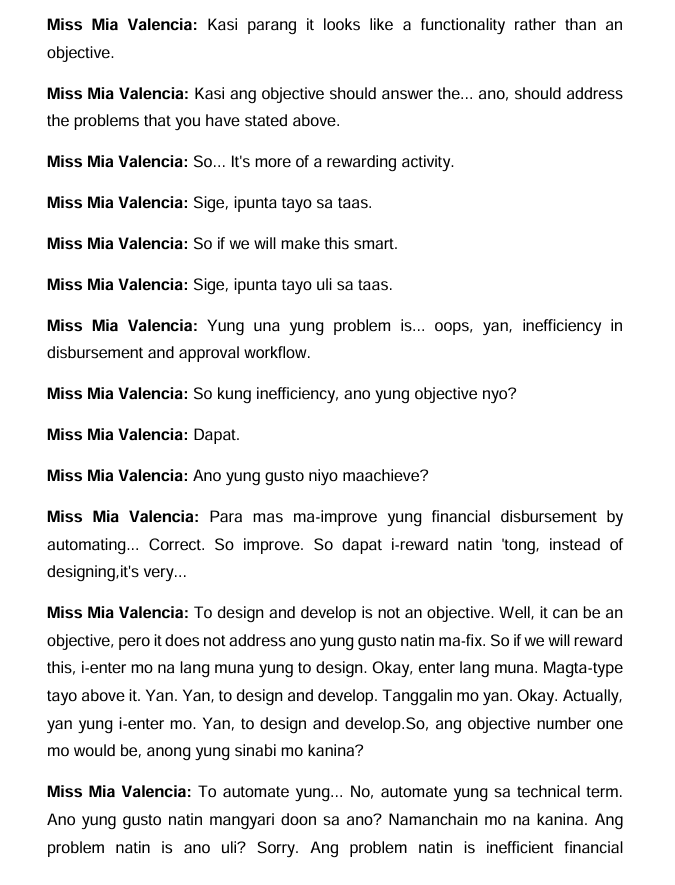 Miss Mia Valencia: Kasi parang it looks like a functionality rather than an
objective.
Miss Mia Valencia: Kasi ang objective should answer the... ano, should address
the problems that you have stated above.
Miss Mia Valencia: So... It's more of a rewarding activity.
Miss Mia Valencia: Sige, ipunta tayo sa taas.
Miss Mia Valencia: So if we will make this smart.
Miss Mia Valencia: Sige, ipunta tayo uli sa taas.
Miss Mia Valencia: Yung una yung problem is... oops, yan, inefficiency in
disbursement and approval workflow.
Miss Mia Valencia: So kung inefficiency, ano yung objective nyo?
Miss Mia Valencia: Dapat.
Miss Mia Valencia: Ano yung gusto niyo maachieve?
Miss Mia Valencia: Para mas ma-improve yung financial disbursement by
automating... Correct. So improve. So dapat i-reward natin 'tong, instead of
designing,it's very...
Miss Mia Valencia: To design and develop is not an objective. Well, it can be an
objective, pero it does not address ano yung gusto natin ma-fix. So if we will reward
this, i-enter mo na lang muna yung to design. Okay, enter lang muna. Magta-type
tayo above it. Yan. Yan, to design and develop. Tanggalin mo yan. Okay. Actually,
yan yung i-enter mo. Yan, to design and develop.So, ang objective number one
mo would be, anong yung sinabi mo kanina?
Miss Mia Valencia: To automate yung... No, automate yung sa technical term.
Ano yung gusto natin mangyari doon sa ano? Namanchain mo na kanina. Ang
problem natin is ano uli? Sorry. Ang problem natin is inefficient financial